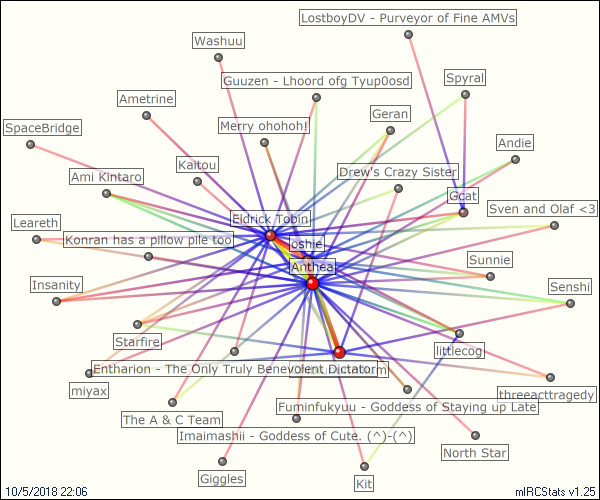 LostboyDV - Purveyor of Fine AMVs
Washuu
Guuzen - Lhoord ofg Tyup0osd
Spyral
Ametrine
Geran
SpaceBridge
Merry ohohoh!
Andie
Kaitou
Drew's Crazy Sister
Ami Kintaro
Gcat
Sven and Olaf <3
Eldrick Tobin
Leareth
Konran has a pillow pile too
oshie
Sunnie
Anthea
Insanity
Senshi
Starfire
littlecog
Entharion - The Only Truly Benevolent Dictator
miyax
threeacttragedy
Fuminfukyuu - Goddess of Staying up Late
The A & C Team
Imaimashii - Goddess of Cute. (^)-(^)
North Star
Giggles
Kit
10/5/2018 22:06
mIRCStats v1.25